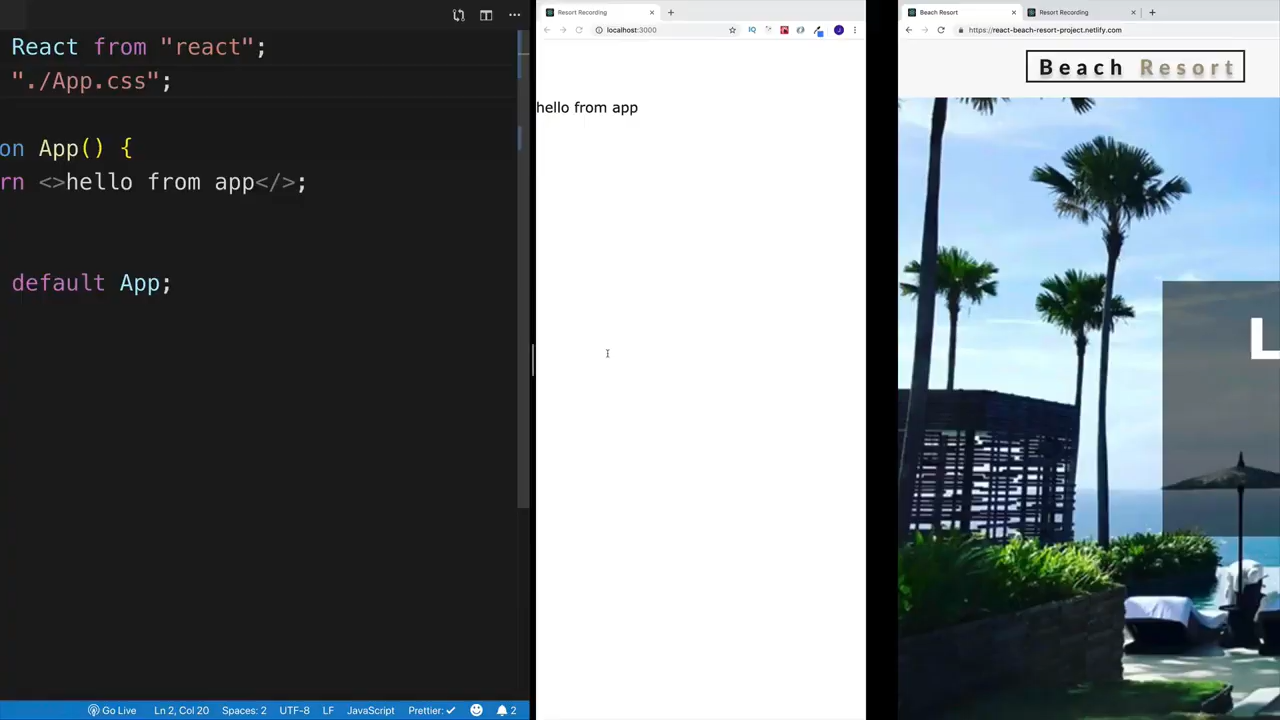 React from "react";
"./App.css";
on App() {
rn <>hello from app</>;
default App;
Go Live Ln 2, Col 20 Spaces: 2 UTF-8 LF JavaScript Prettier: ✓ 2
Resort Recording
localhost:3000
IQ
J
hello from app
Beach Resort
Resort Recording
https://react-beach-resort-project.netlify.com
Beach Resort
L